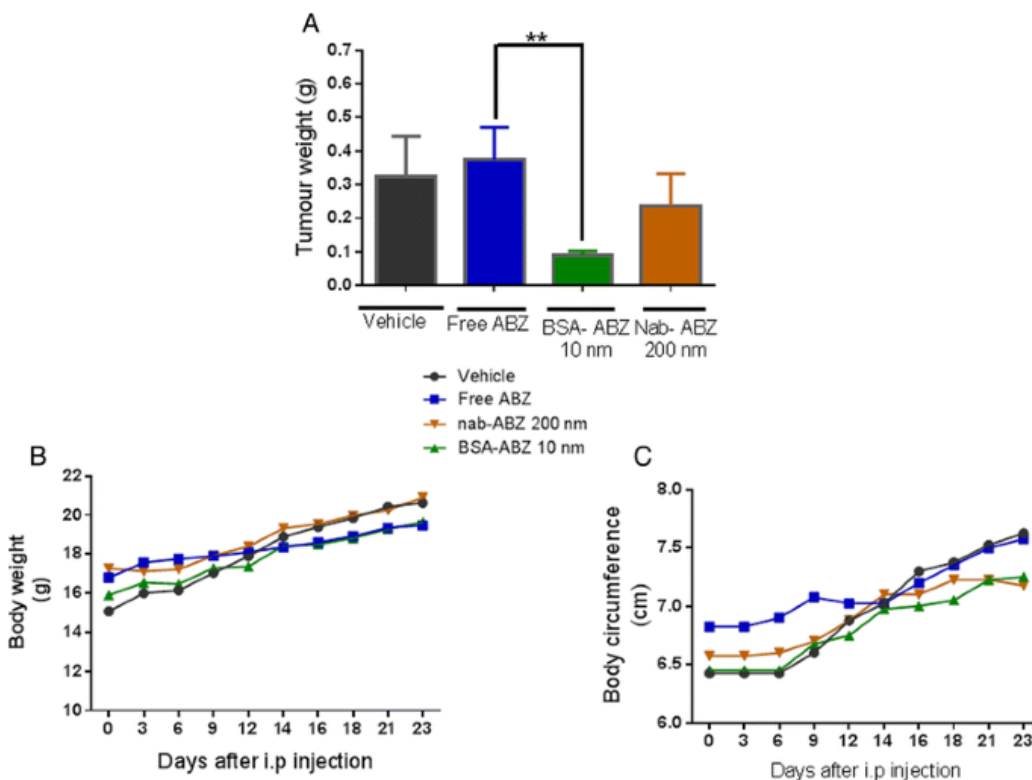 A
**
Tumour weight (g)
0.7
0.6
0.5
0.4
0.3
0.2
0.1
0.0
Vehicle
Free ABZ
BSA- ABZ
10 nm
Nab- ABZ
200 nm
Vehicle
Free ABZ
nab-ABZ 200 nm
BSA-ABZ 10 nm
B
Body weight
(g)
22
20
18
16
14
12
10
0 3 6 9 12 14 16 18 21 23
Days after i.p injection
C
Body circumference
(cm)
8.0
7.5
7.0
6.5
6.0
0 3 6 9 12 14 16 18 21 23
Days after i.p injection